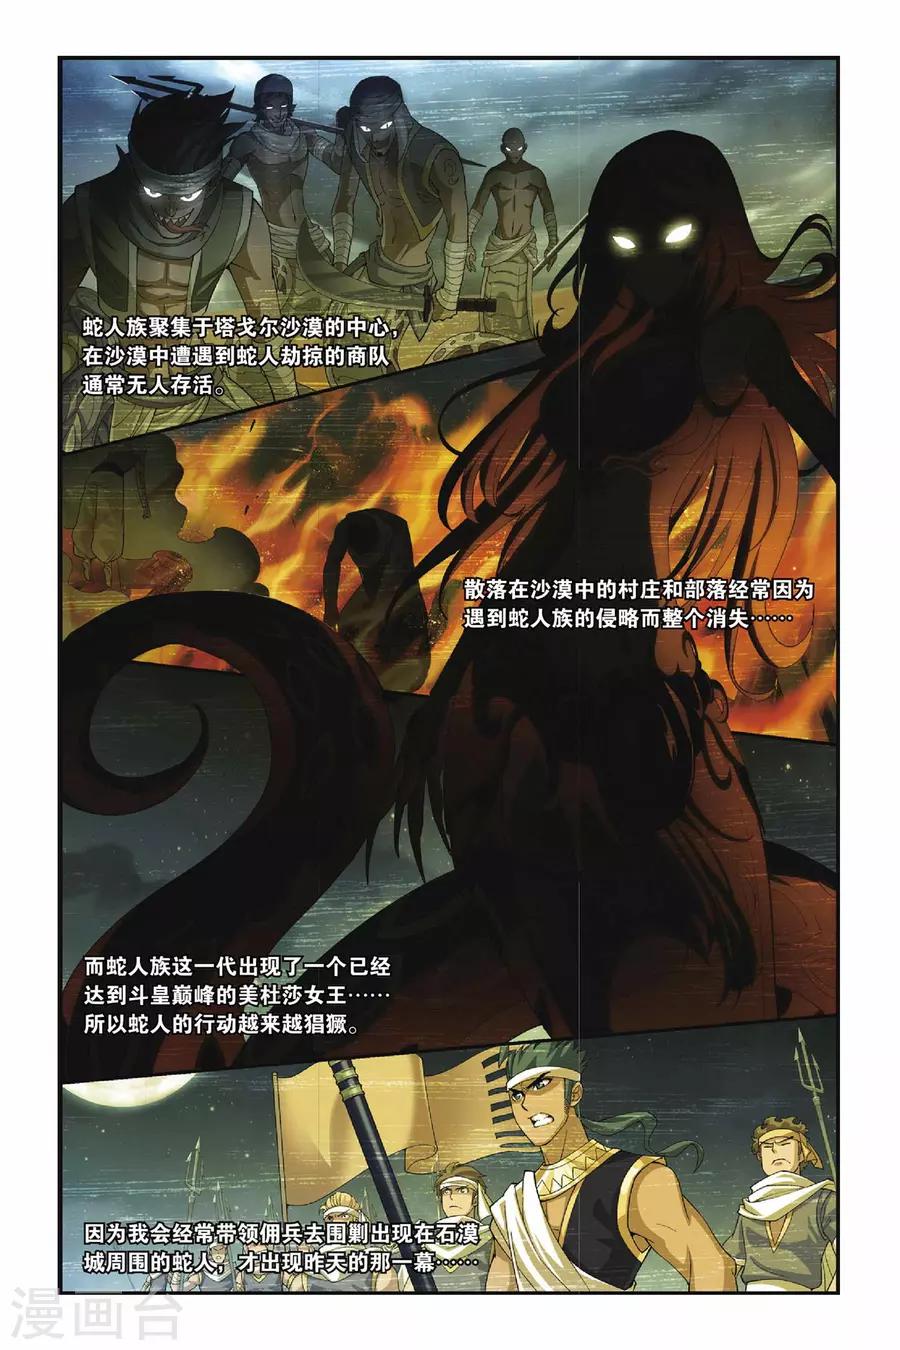 蛇人族聚集于塔戈尔沙漠的中心，
在沙漠中遭遇到蛇人劫掠的商队
通常无人存活。
散落在沙漠中的村庄和部落经常因为
遇到蛇人族的侵略而整个消失……
而蛇人族这一代出现了一个已经
达到斗皇巅峰的美杜莎女王……
所以蛇人的行动越来越猖獗。
因为我会经常带领佣兵去围剿出现在石漠
城周围的蛇人，才出现昨天的那一幕……
漫画台